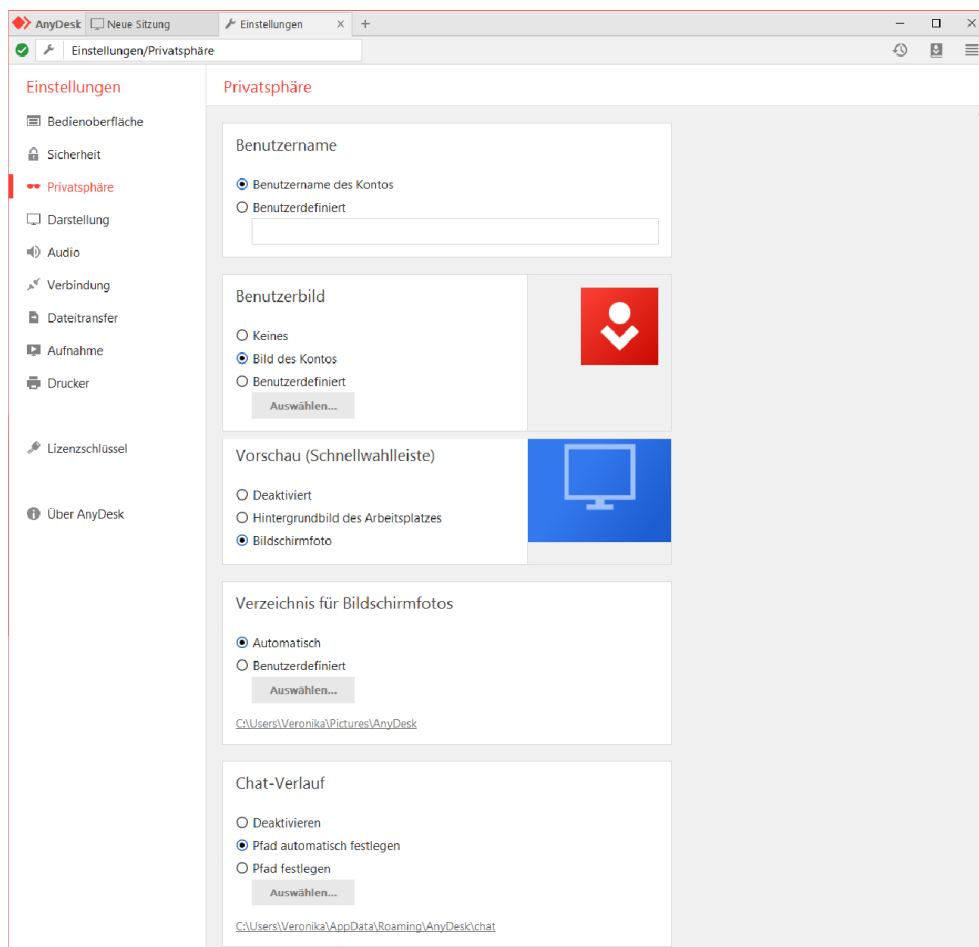 AnyDesk Neue Sitzung Einstellungen
Einstellungen/Privatsphäre
Einstellungen
Bedienoberfläche
Sicherheit
Privatsphäre
Darstellung
Audio
Verbindung
Dateitransfer
Aufnahme
Drucker
Lizenzschlüssel
Über AnyDesk
Privatsphäre
Benutzername
Benutzername des Kontos
Benutzerdefiniert
Benutzerbild
Keines
Bild des Kontos
Benutzerdefiniert
Auswählen...
Vorschau (Schnellwahlleiste)
Deaktiviert
Hintergrundbild des Arbeitsplatzes
Bildschirmfoto
Verzeichnis für Bildschirmfotos
Automatisch
Benutzerdefiniert
Auswählen...
C:\Users\Veronika\Pictures\AnyDesk
Chat-Verlauf
Deaktivieren
Pfad automatisch festlegen
Pfad festlegen
Auswählen...
C:\Users\Veronika\AppData\Roaming\AnyDesk\chat